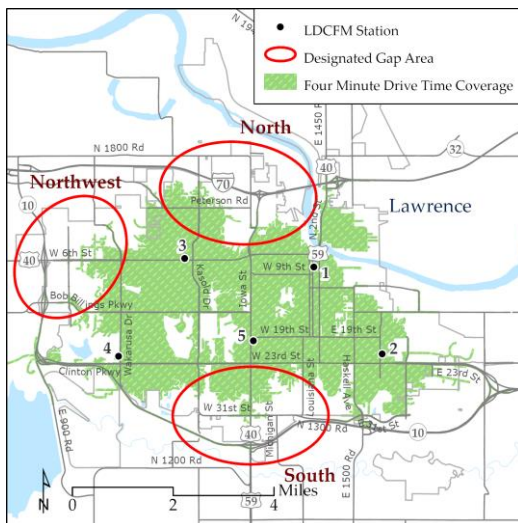 LDCFM Station
Designated Gap Area
Four Minute Drive Time Coverage
E 1450 Rd
40
North
N 1800 Rd
70
32
Northwest
Peterson Rd
10
N 2nd St
Lawrence
40
W 6th St
3
59
W 9th St
1
Kasold Dr
Iowa St
Bob Billings Pkwy
Wakarusa Dr
5
W 19th St
E 19th St
4
W 23rd St
2
Clinton Pkwy
Louisiana St
Haskell Ave
E 23rd St
W 31st St
Michigan St
E 900 Rd
40
N 1300 Rd
10
N 1200 Rd
South
E 1500 Rd
59
N
Miles
0 2 4